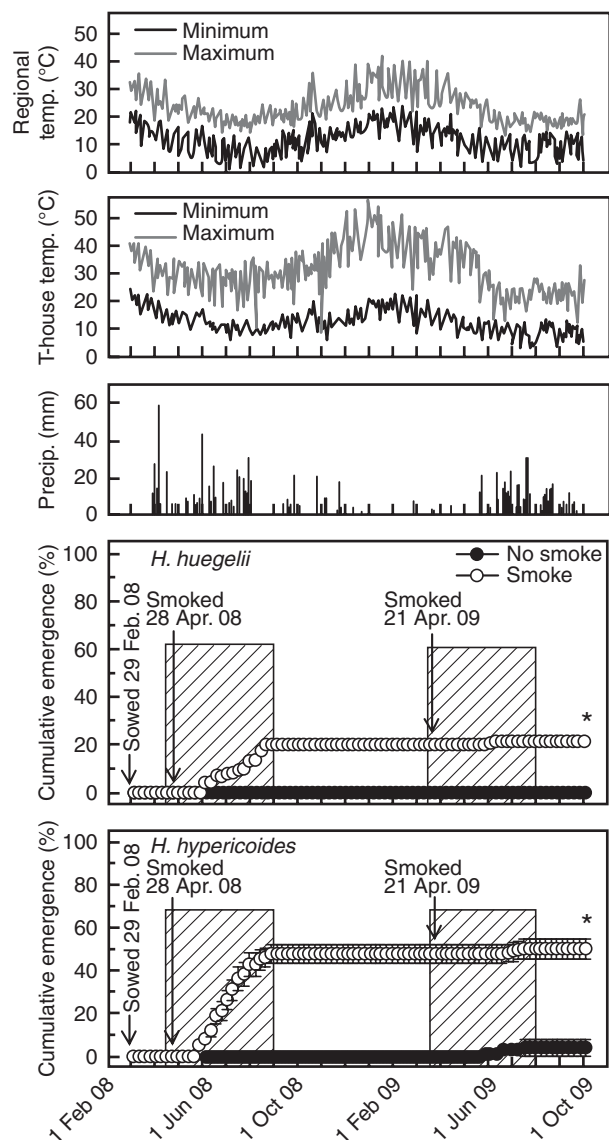 Minimum
Maximum
Regional
temp. (°C)
50
40
30
20
10
0
Minimum
Maximum
T-house temp. (°C)
50
40
30
20
10
0
Precip. (mm)
60
40
20
0
Cumulative emergence (%)
100
80
60
40
20
0
H. huegelii
No smoke
Smoke
Smoked
28 Apr. 08
Smoked
21 Apr. 09
Sowed 29 Feb. 08
*
Cumulative emergence (%)
100
80
60
40
20
0
H. hypericoides
Smoked
28 Apr. 08
Smoked
21 Apr. 09
Sowed 29 Feb. 08
*
1 Feb 08
1 Jun 08
1 Oct 08
1 Feb 09
1 Jun 09
1 Oct 09